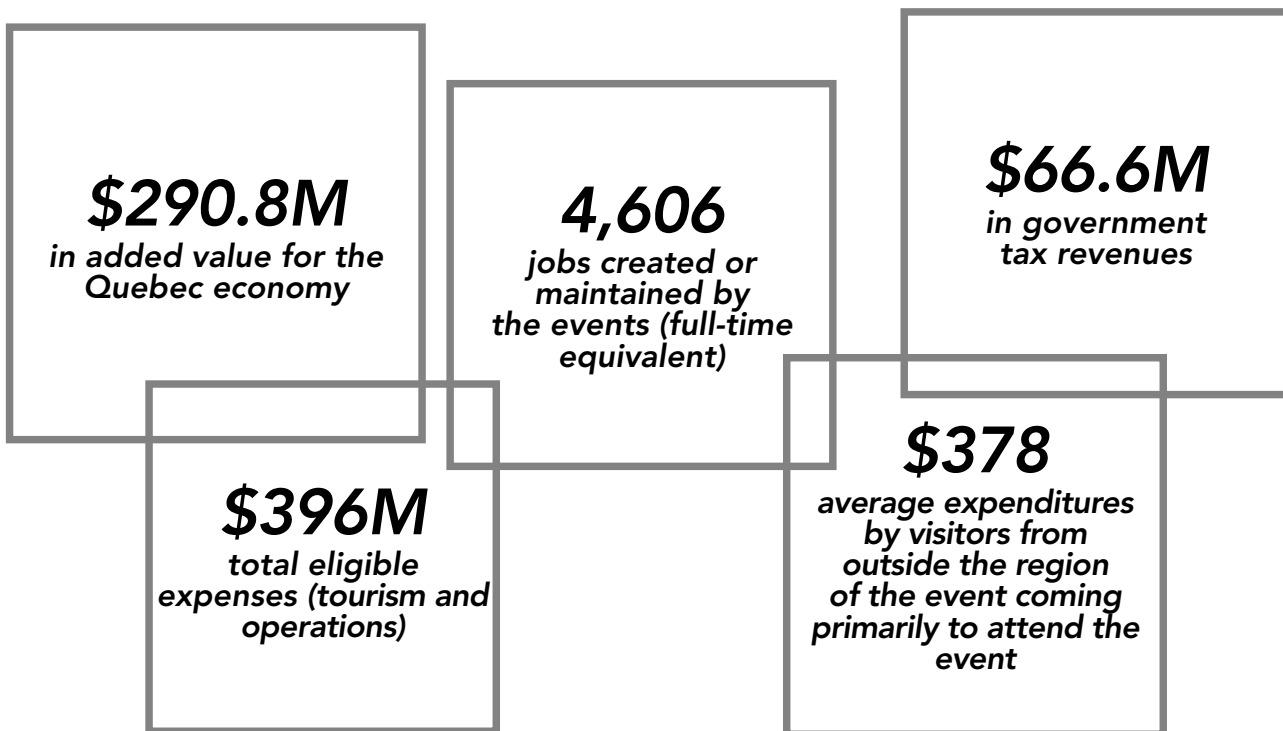 $290.8M
in added value for the
Quebec economy
4,606
jobs created or
maintained by
the events (full-time
equivalent)
$66.6M
in government
tax revenues
$396M
total eligible
expenses (tourism and
operations)
$378
average expenditures
by visitors from
outside the region
of the event coming
primarily to attend the
event